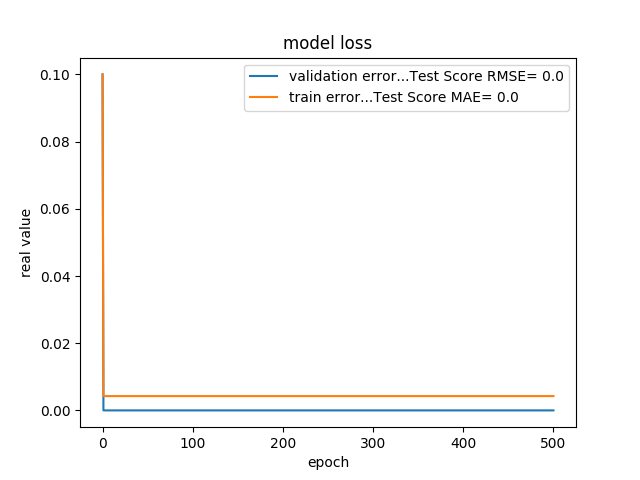 model loss
validation error...Test Score RMSE= 0.0
train error...Test Score MAE= 0.0
real value
0.10
0.08
0.06
0.04
0.02
0.00
0 100 200 300 400 500
epoch